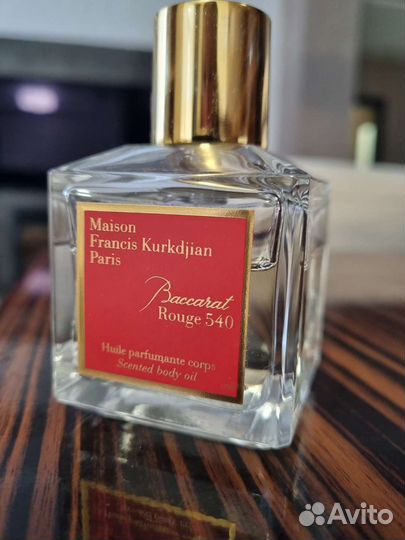 Maison
Francis Kurkdjian
Paris
Baccarat
Rouge 540
Huile parfumante corps
Scented body oil
Avito